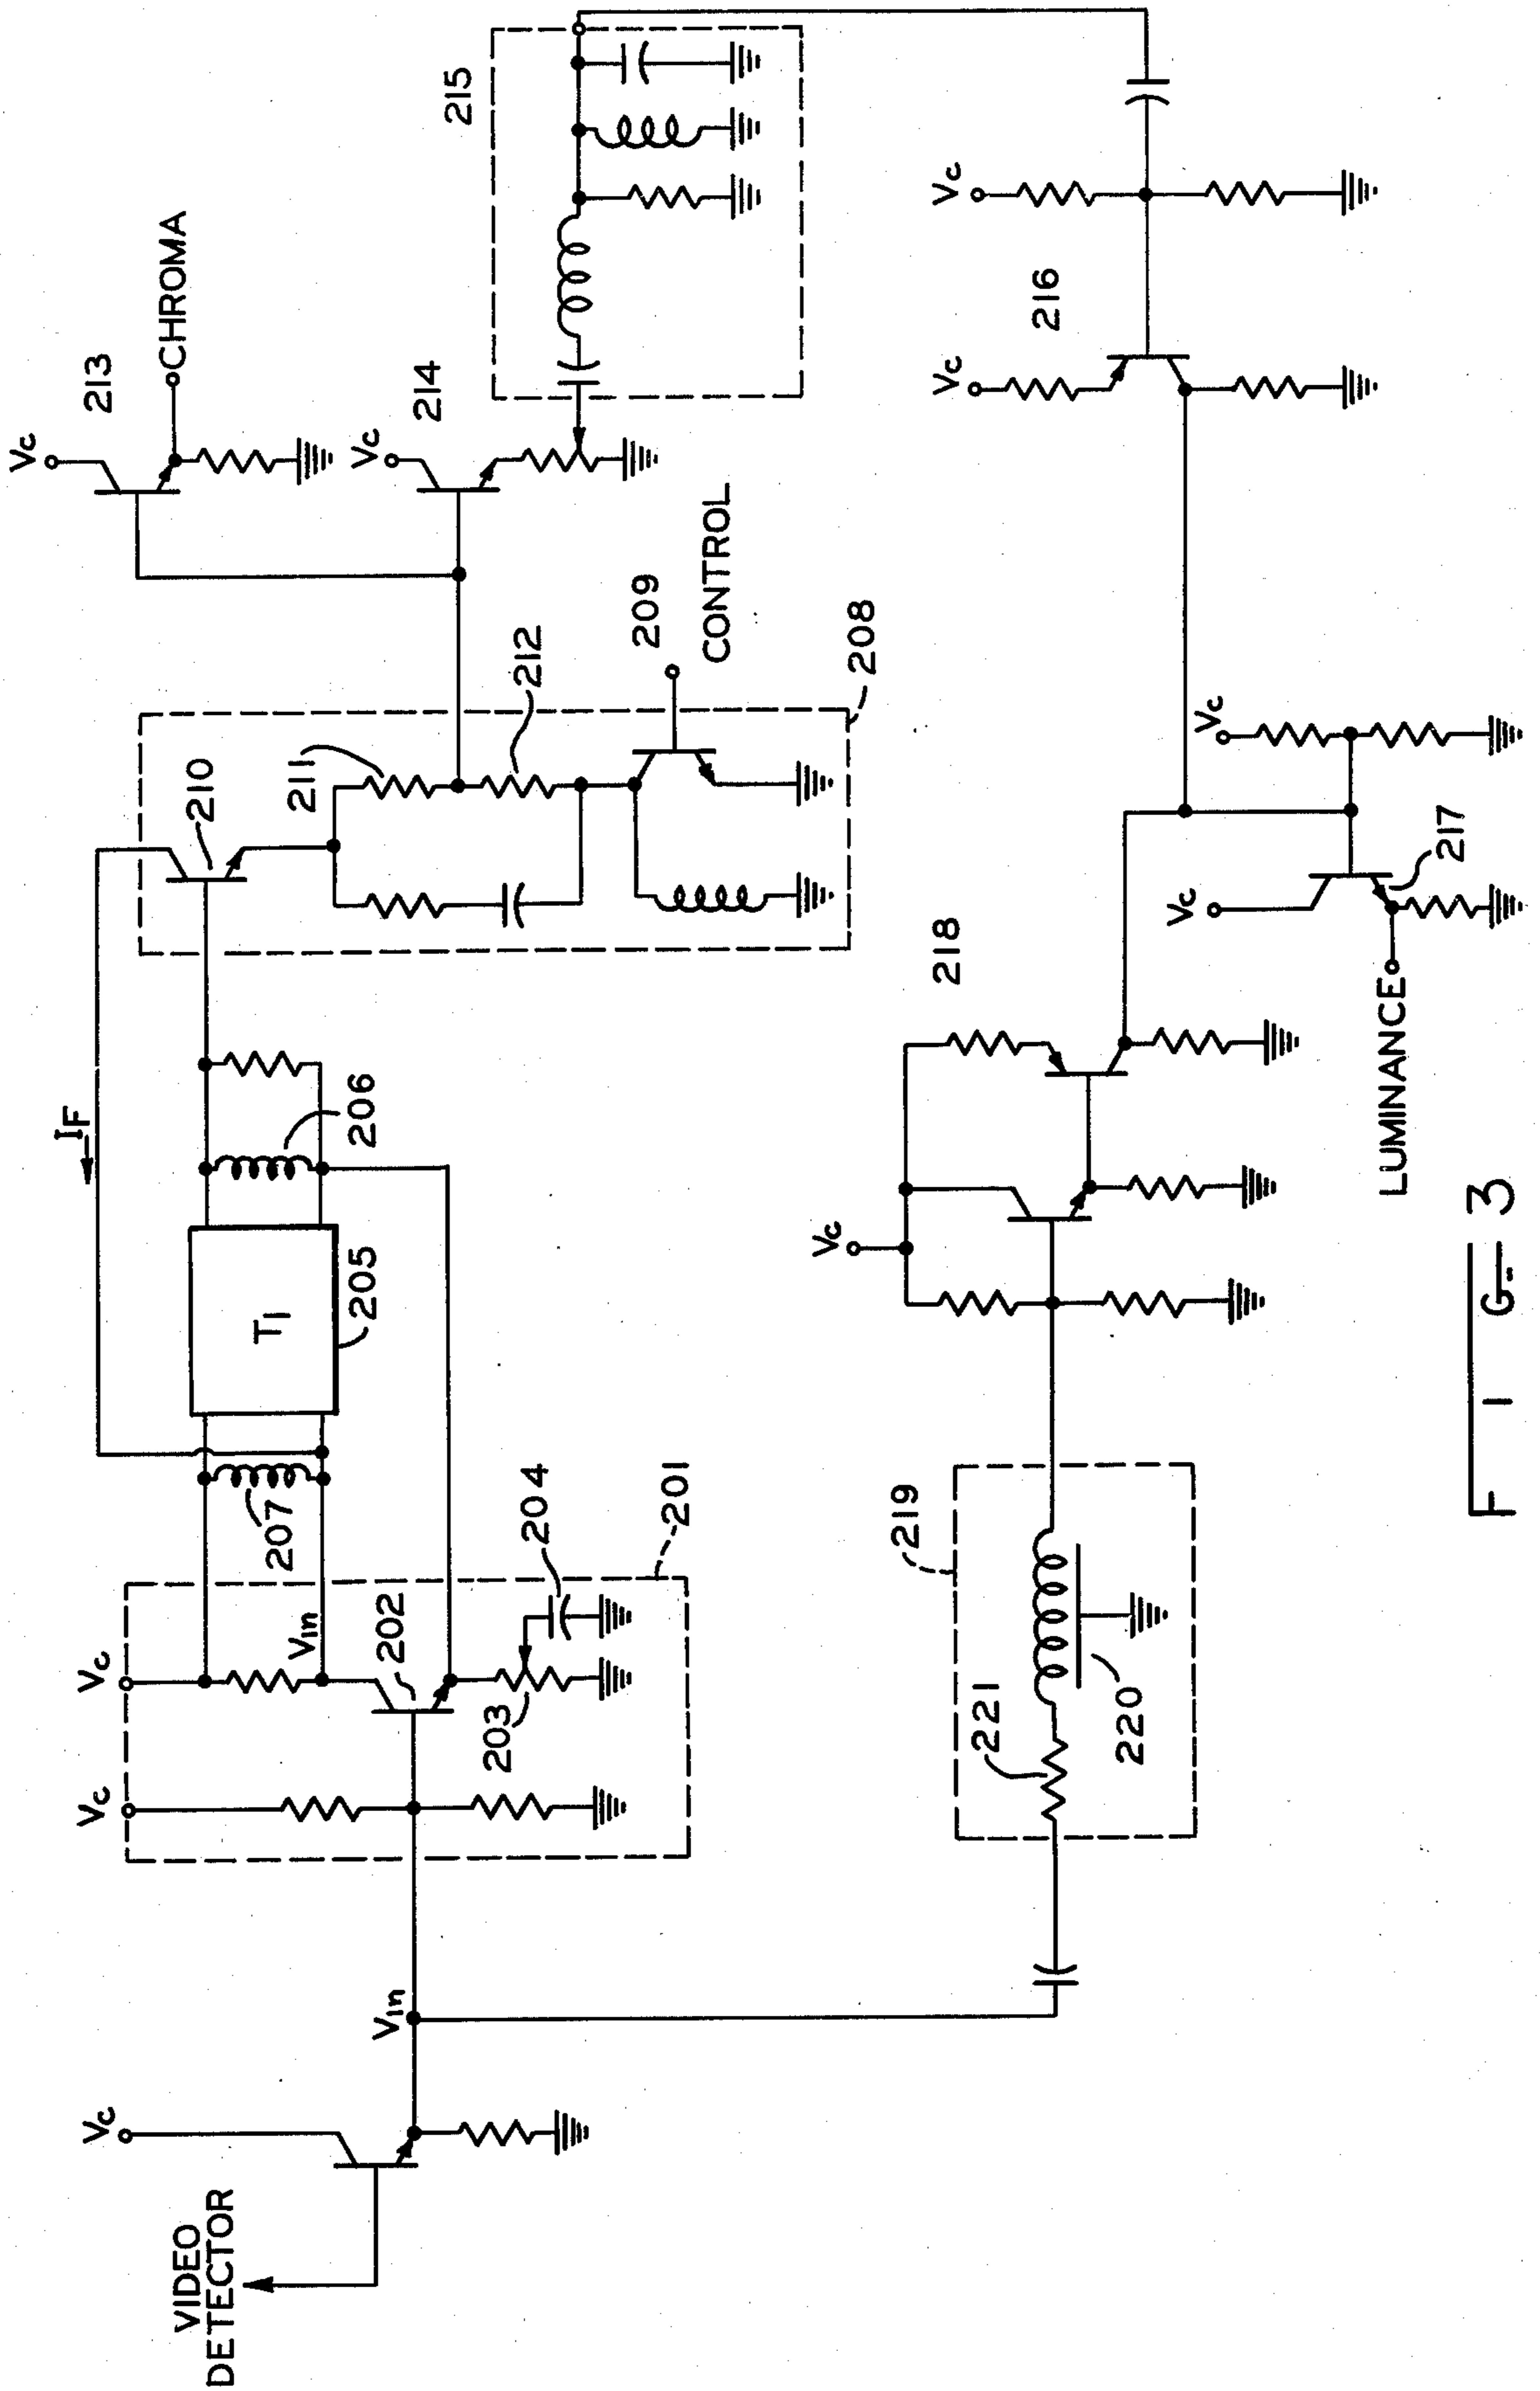 VIDEO
DETECTOR
Vc
Vin
Vc
Vc
Vin
202
203
204
201
207
T1
205
206
IF
210
211
212
209
CONTROL
208
Vc
213
CHROMA
Vc
214
215
219
221
220
Vc
218
Vc
217
LUMINANCE
Vc
Vc
216
Vc
FIG. 3